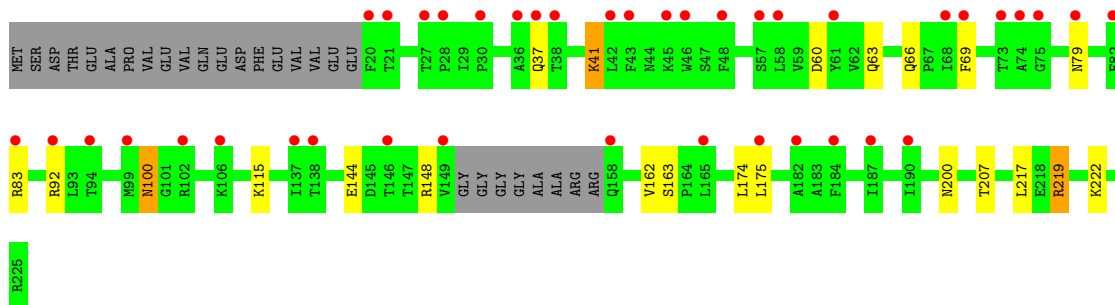 MET SER ASP THR GLU ALA PRO VAL GLU VAL GLN GLU ASP PHE GLU VAL VAL GLU GLU F20 T21 T27 P28 I29 P30 A36 Q37 T38 K41 L42 F43 N44 K45 W46 S47 F48 S57 L58 V59 D60 Y61 V62 Q63 Q66 P67 I68 F69 T73 A74 G75 N79
R83 R92 L93 T94 M99 N100 G101 R102 K106 K115 I137 T138 E144 D145 T146 T147 R148 V149 GLY GLY GLY GLY ALA ALA ARG ARG Q158 V162 S163 P164 L165 L174 L175 A182 A183 F184 I187 I190 N200 T207 L217 E218 R219 K222
R225